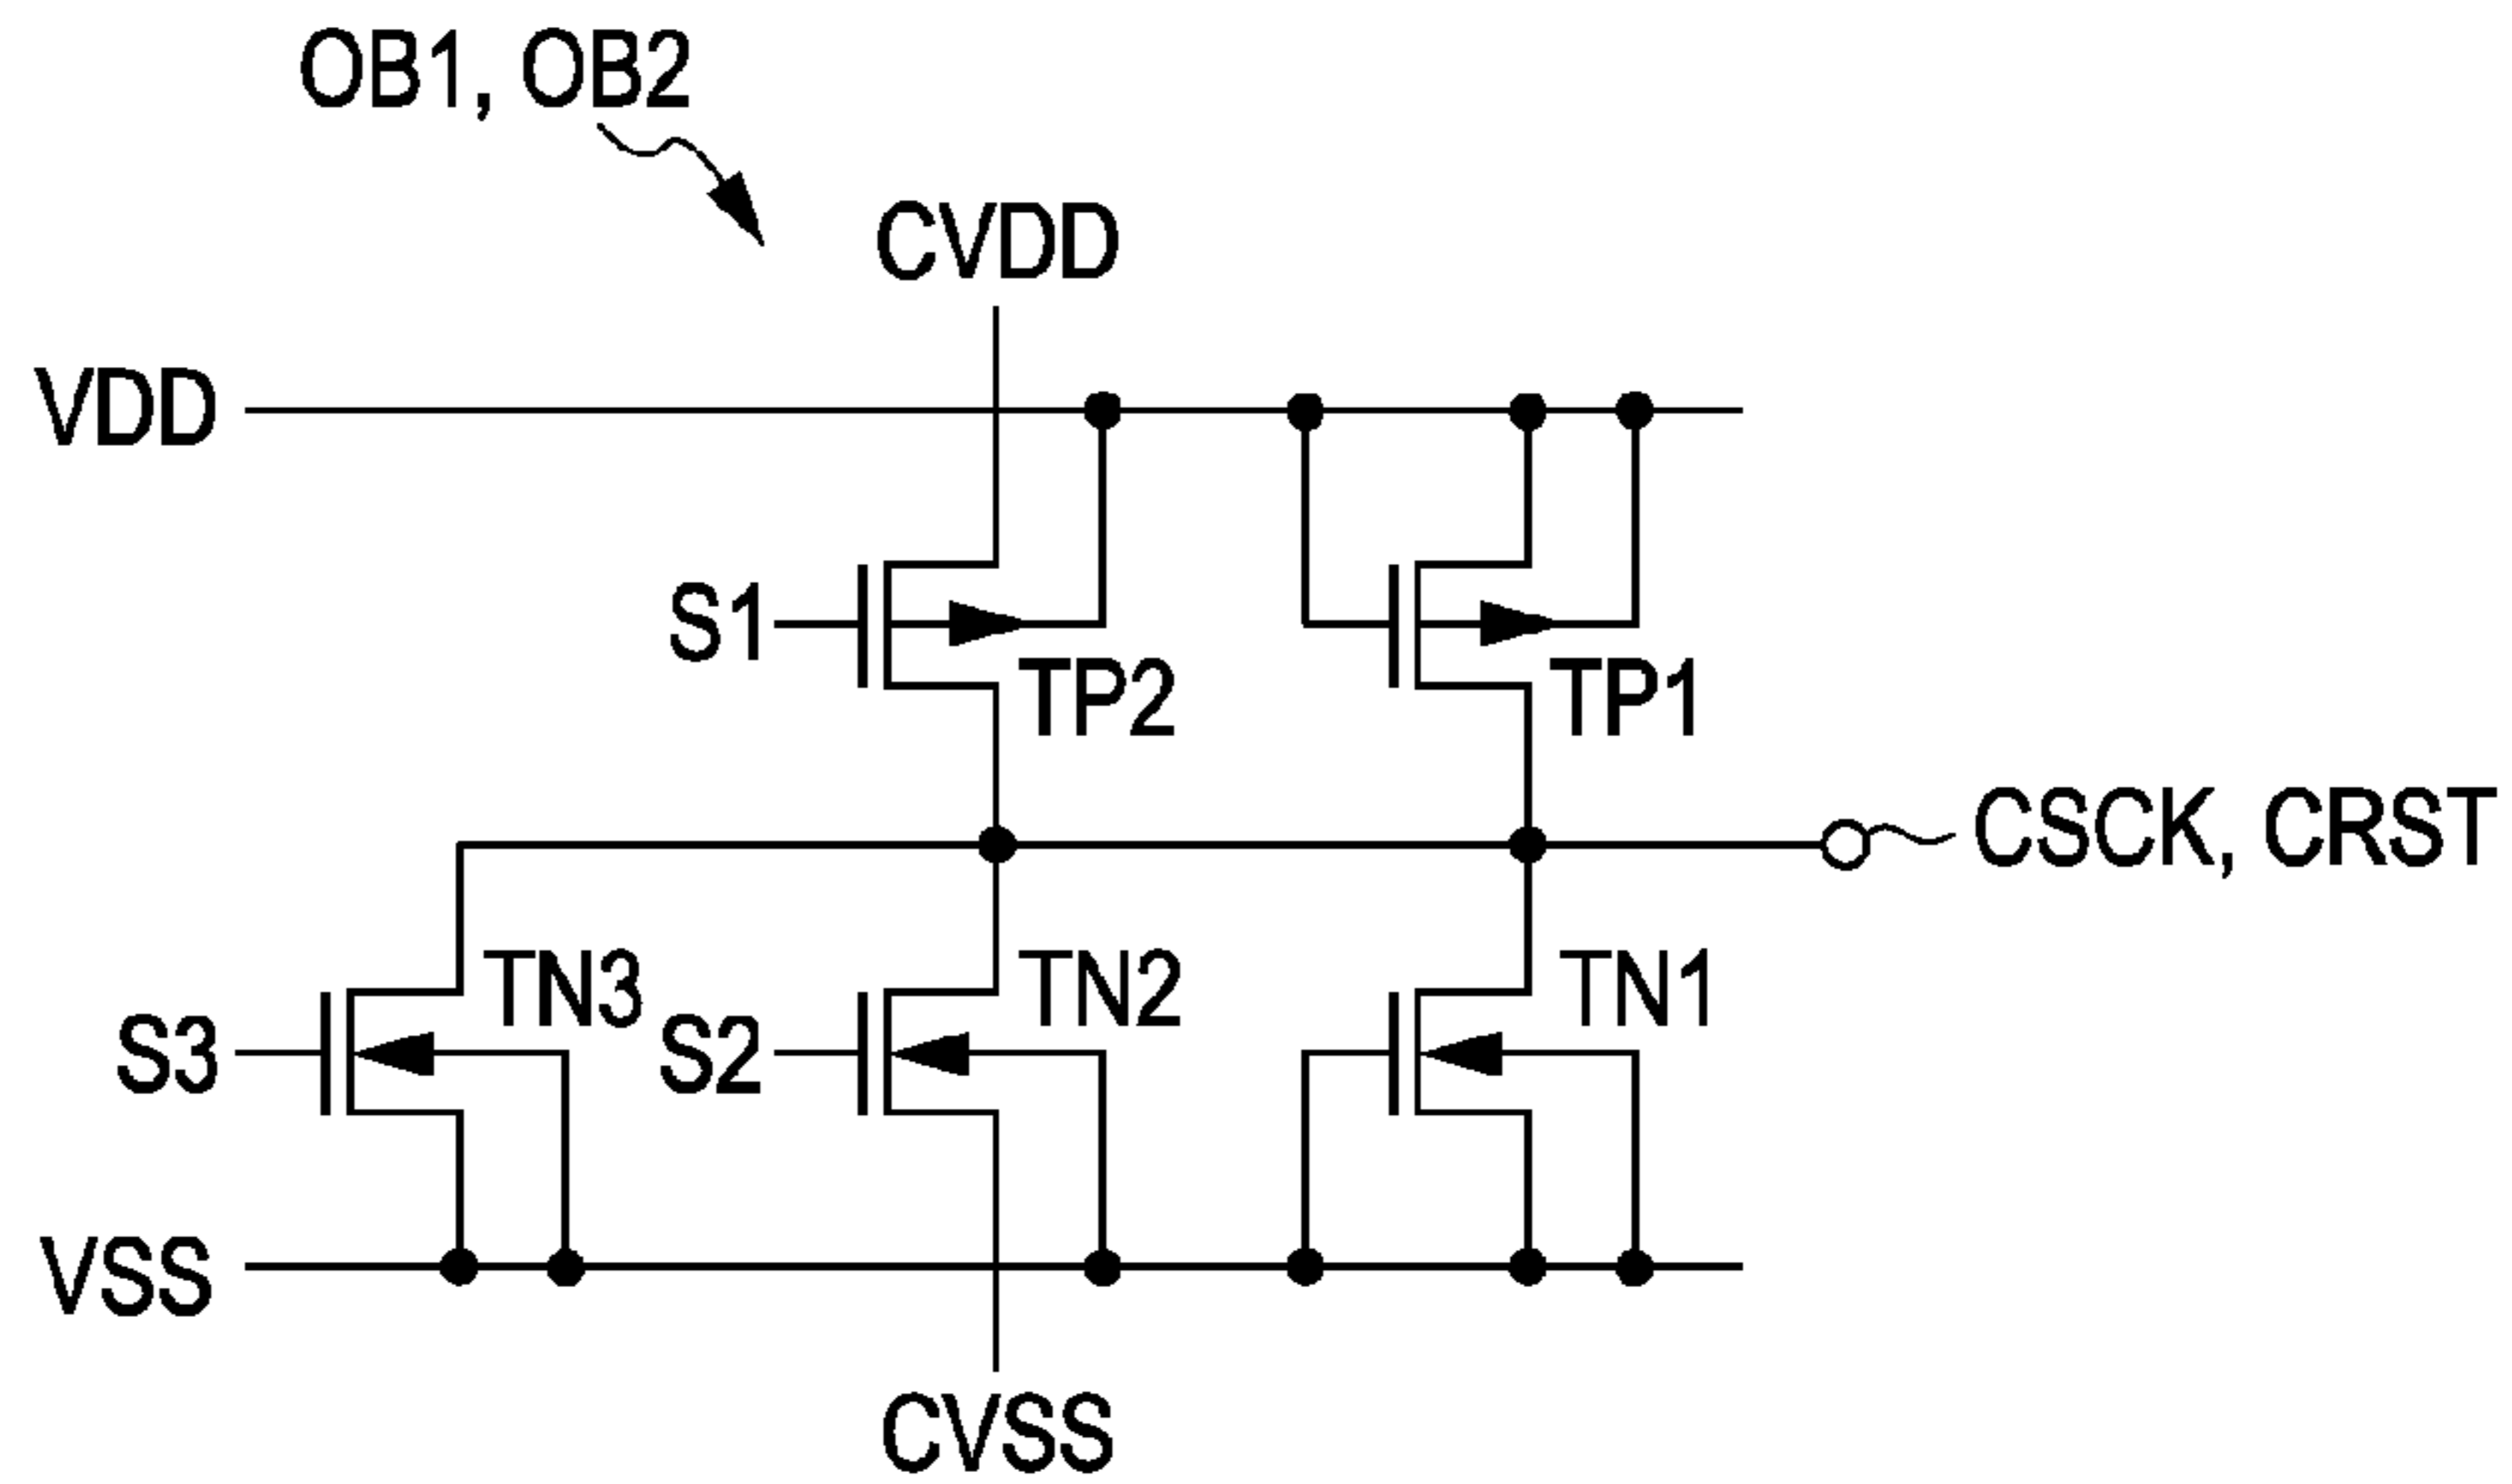 OB1, OB2
CVDD
VDD
S1
TP2
TP1
CSCK, CRST
TN3
TN2
TN1
S3
S2
VSS
CVSS